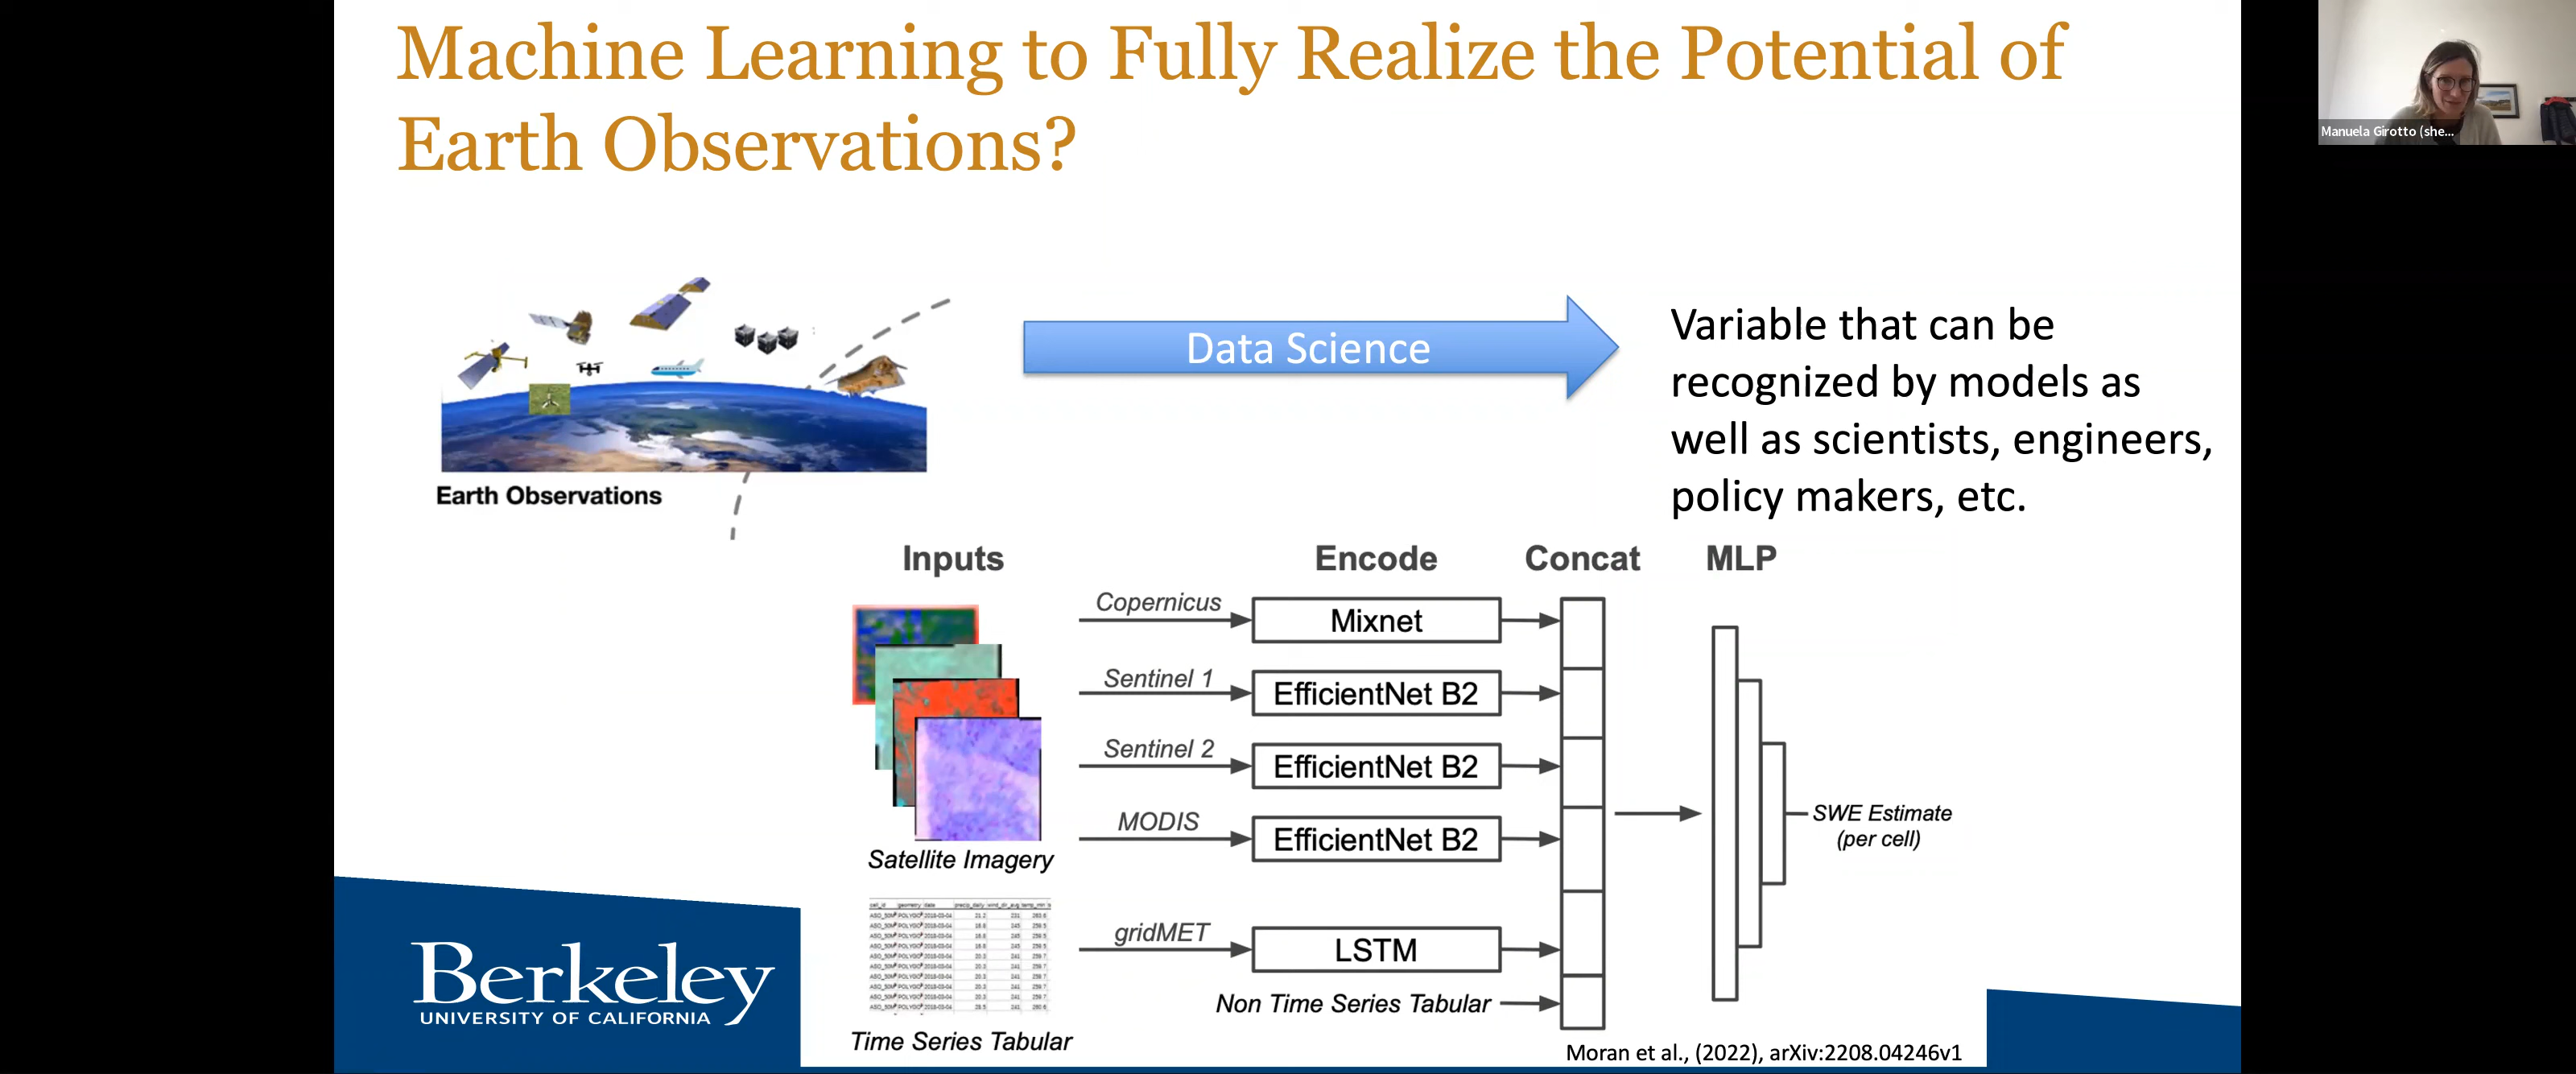 Machine Learning to Fully Realize the Potential of
Earth Observations?
Manuela Girotto (she...
Data Science
Variable that can be
recognized by models as
well as scientists, engineers,
policy makers, etc.
Earth Observations
Inputs
Encode
Concat
MLP
Copernicus
Mixnet
Sentinel 1
EfficientNet B2
Sentinel 2
EfficientNet B2
MODIS
EfficientNet B2
Satellite Imagery
SWE Estimate
(per cell)
gridMET
LSTM
Non Time Series Tabular
Time Series Tabular
Berkeley
UNIVERSITY OF CALIFORNIA
Moran et al., (2022), arXiv:2208.04246v1